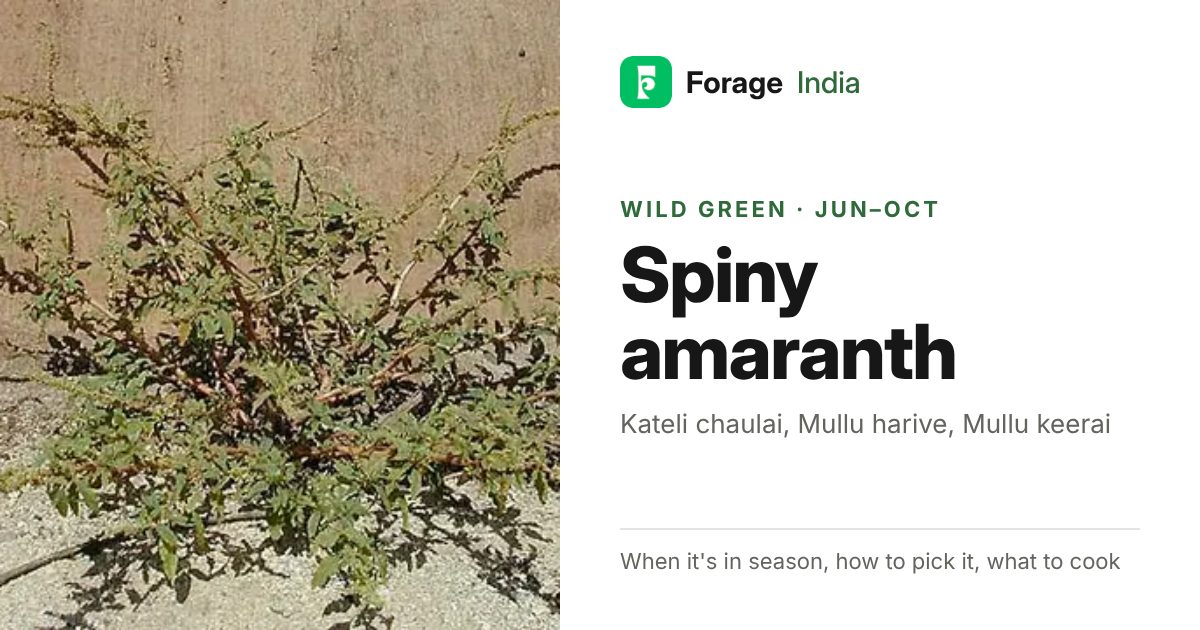 Forage India
WILD GREEN · JUN–OCT
Spiny
amaranth
Kateli chaulai, Mullu harive, Mullu keerai
When it's in season, how to pick it, what to cook